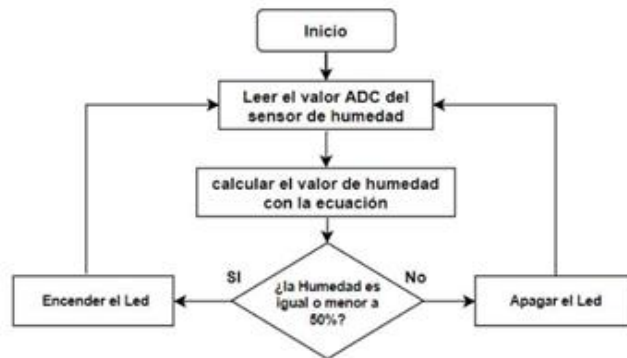 Inicio
Leer el valor ADC del
sensor de humedad
calcular el valor de humedad
con la ecuación
SI
¿la Humedad es
igual o menor a
50%?
No
Encender el Led
Apagar el Led